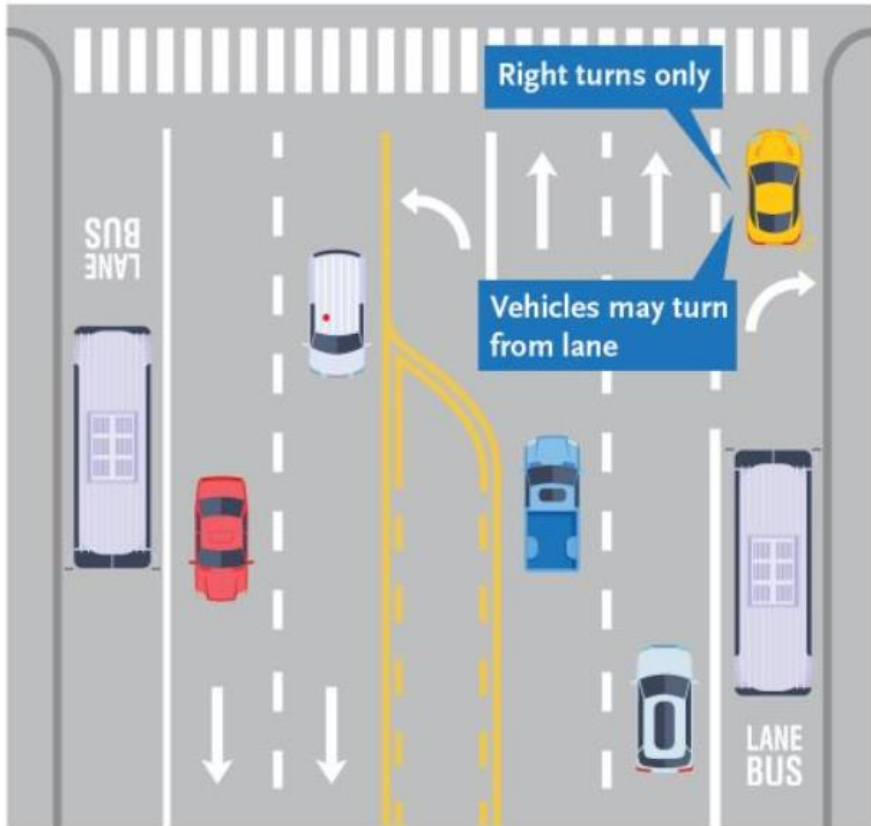 Right turns only
BUS
LANE
Vehicles may turn
from lane
LANE
BUS